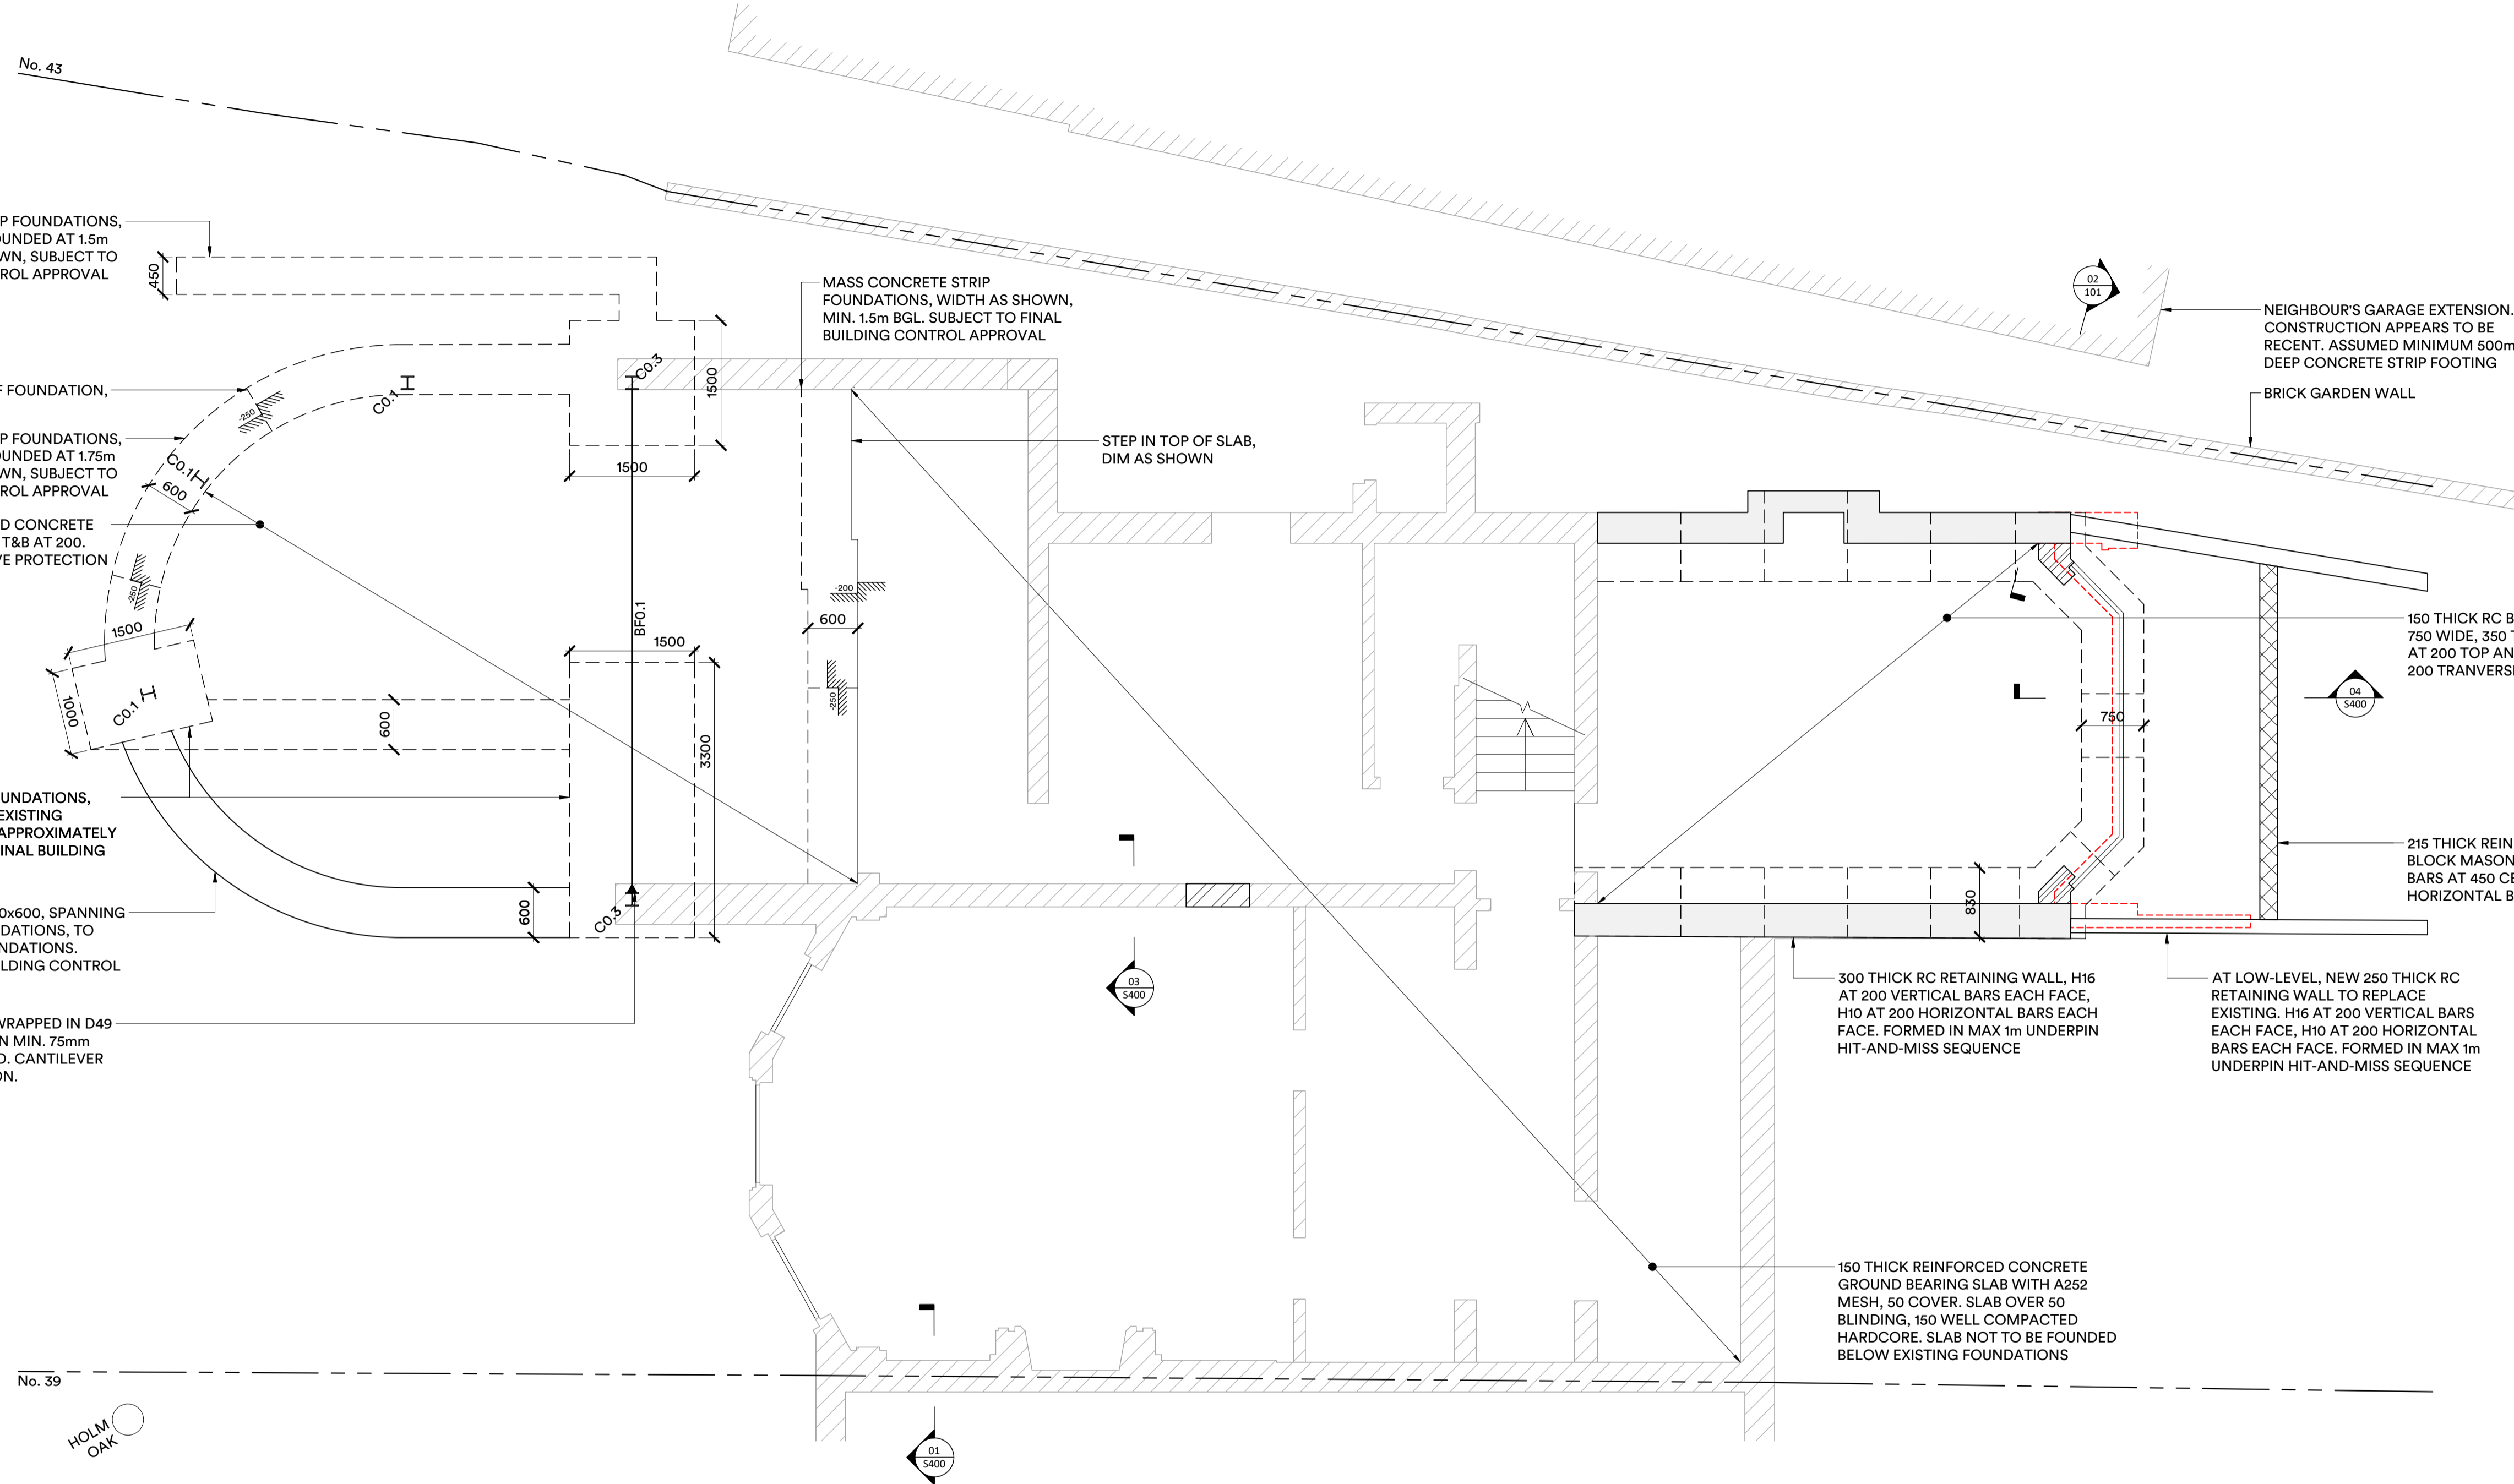 No. 43
P FOUNDATIONS,
OUNDED AT 1.5m
WN, SUBJECT TO
ROL APPROVAL
450
F FOUNDATION,
P FOUNDATIONS,
OUNDED AT 1.75m
WN, SUBJECT TO
ROL APPROVAL
D CONCRETE
T&B AT 200.
VE PROTECTION
UNDATIONS,
EXISTING
APPROXIMATELY
INAL BUILDING
0x600, SPANNING
DATIONS, TO
NDATIONS.
LDING CONTROL
WRAPPED IN D49
N MIN. 75mm
D. CANTILEVER
ON.
C0.1
-250
C0.1
600
-250
1500
1000
C0.1
600
600
C0.3
1500
1500
BF0.1
1500
3300
C0.3
MASS CONCRETE STRIP
FOUNDATIONS, WIDTH AS SHOWN,
MIN. 1.5m BGL. SUBJECT TO FINAL
BUILDING CONTROL APPROVAL
STEP IN TOP OF SLAB,
DIM AS SHOWN
-200
600
-250
03
S400
01
S400
02
101
NEIGHBOUR'S GARAGE EXTENSION.
CONSTRUCTION APPEARS TO BE
RECENT. ASSUMED MINIMUM 500m
DEEP CONCRETE STRIP FOOTING
BRICK GARDEN WALL
150 THICK RC B
750 WIDE, 350 T
AT 200 TOP AN
200 TRANVERS
04
S400
750
830
215 THICK REIN
BLOCK MASON
BARS AT 450 CE
HORIZONTAL B
300 THICK RC RETAINING WALL, H16
AT 200 VERTICAL BARS EACH FACE,
H10 AT 200 HORIZONTAL BARS EACH
FACE. FORMED IN MAX 1m UNDERPIN
HIT-AND-MISS SEQUENCE
AT LOW-LEVEL, NEW 250 THICK RC
RETAINING WALL TO REPLACE
EXISTING. H16 AT 200 VERTICAL BARS
EACH FACE, H10 AT 200 HORIZONTAL
BARS EACH FACE. FORMED IN MAX 1m
UNDERPIN HIT-AND-MISS SEQUENCE
150 THICK REINFORCED CONCRETE
GROUND BEARING SLAB WITH A252
MESH, 50 COVER. SLAB OVER 50
BLINDING, 150 WELL COMPACTED
HARDCORE. SLAB NOT TO BE FOUNDED
BELOW EXISTING FOUNDATIONS
No. 39
HOLM
OAK